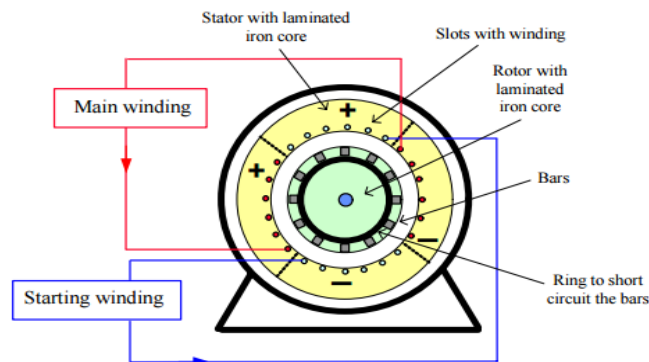 Stator with laminated
iron core
Slots with winding
Rotor with
laminated
iron core
Main winding
+
+
Bars
−
−
Starting winding
Ring to short
circuit the bars